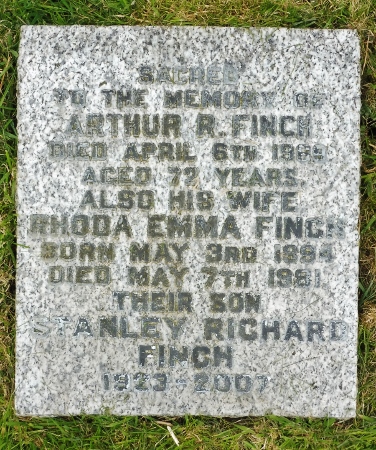 SACRED
TO THE MEMORY OF
ARTHUR R. FINCH
DIED APRIL 6TH
AGED 77 YEARS.
ALSO HIS WIFE
RHODA EMMA FINCH
BORN MAY 3RD 1894
DIED MAY 7TH 1981.
THEIR SON
STANLEY RICHARD
FINCH
1923-2007